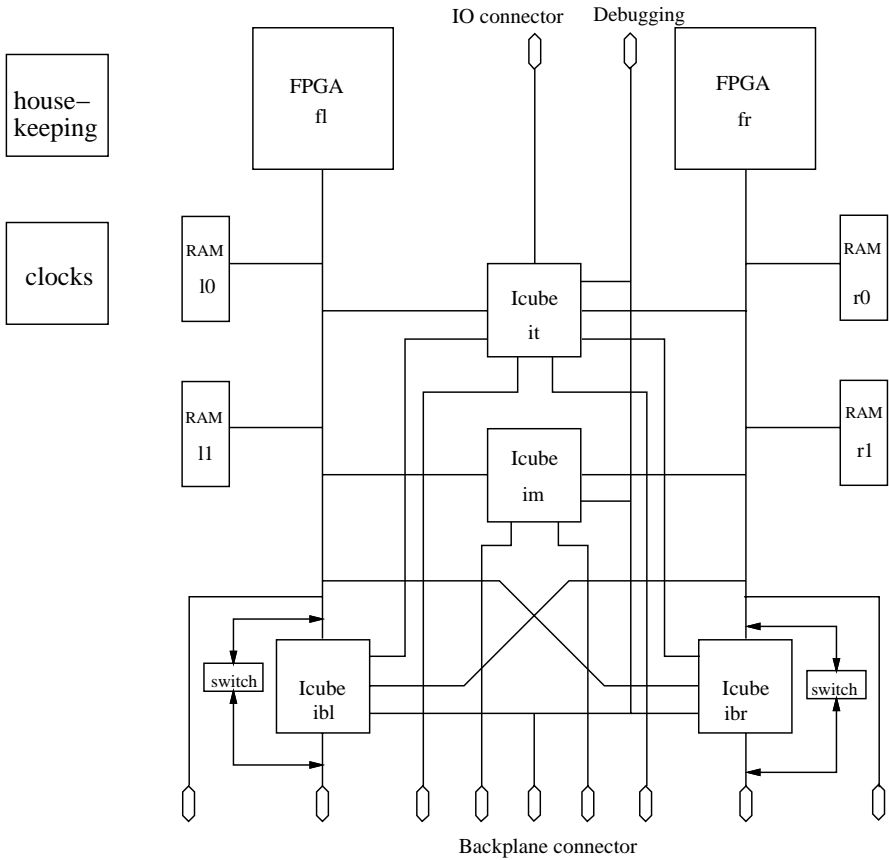 IO connector
Debugging
FPGA
fl
FPGA
fr
house−
keeping
clocks
RAM
l0
RAM
r0
Icube
it
RAM
l1
RAM
r1
Icube
im
switch
Icube
ibl
Icube
ibr
switch
Backplane connector